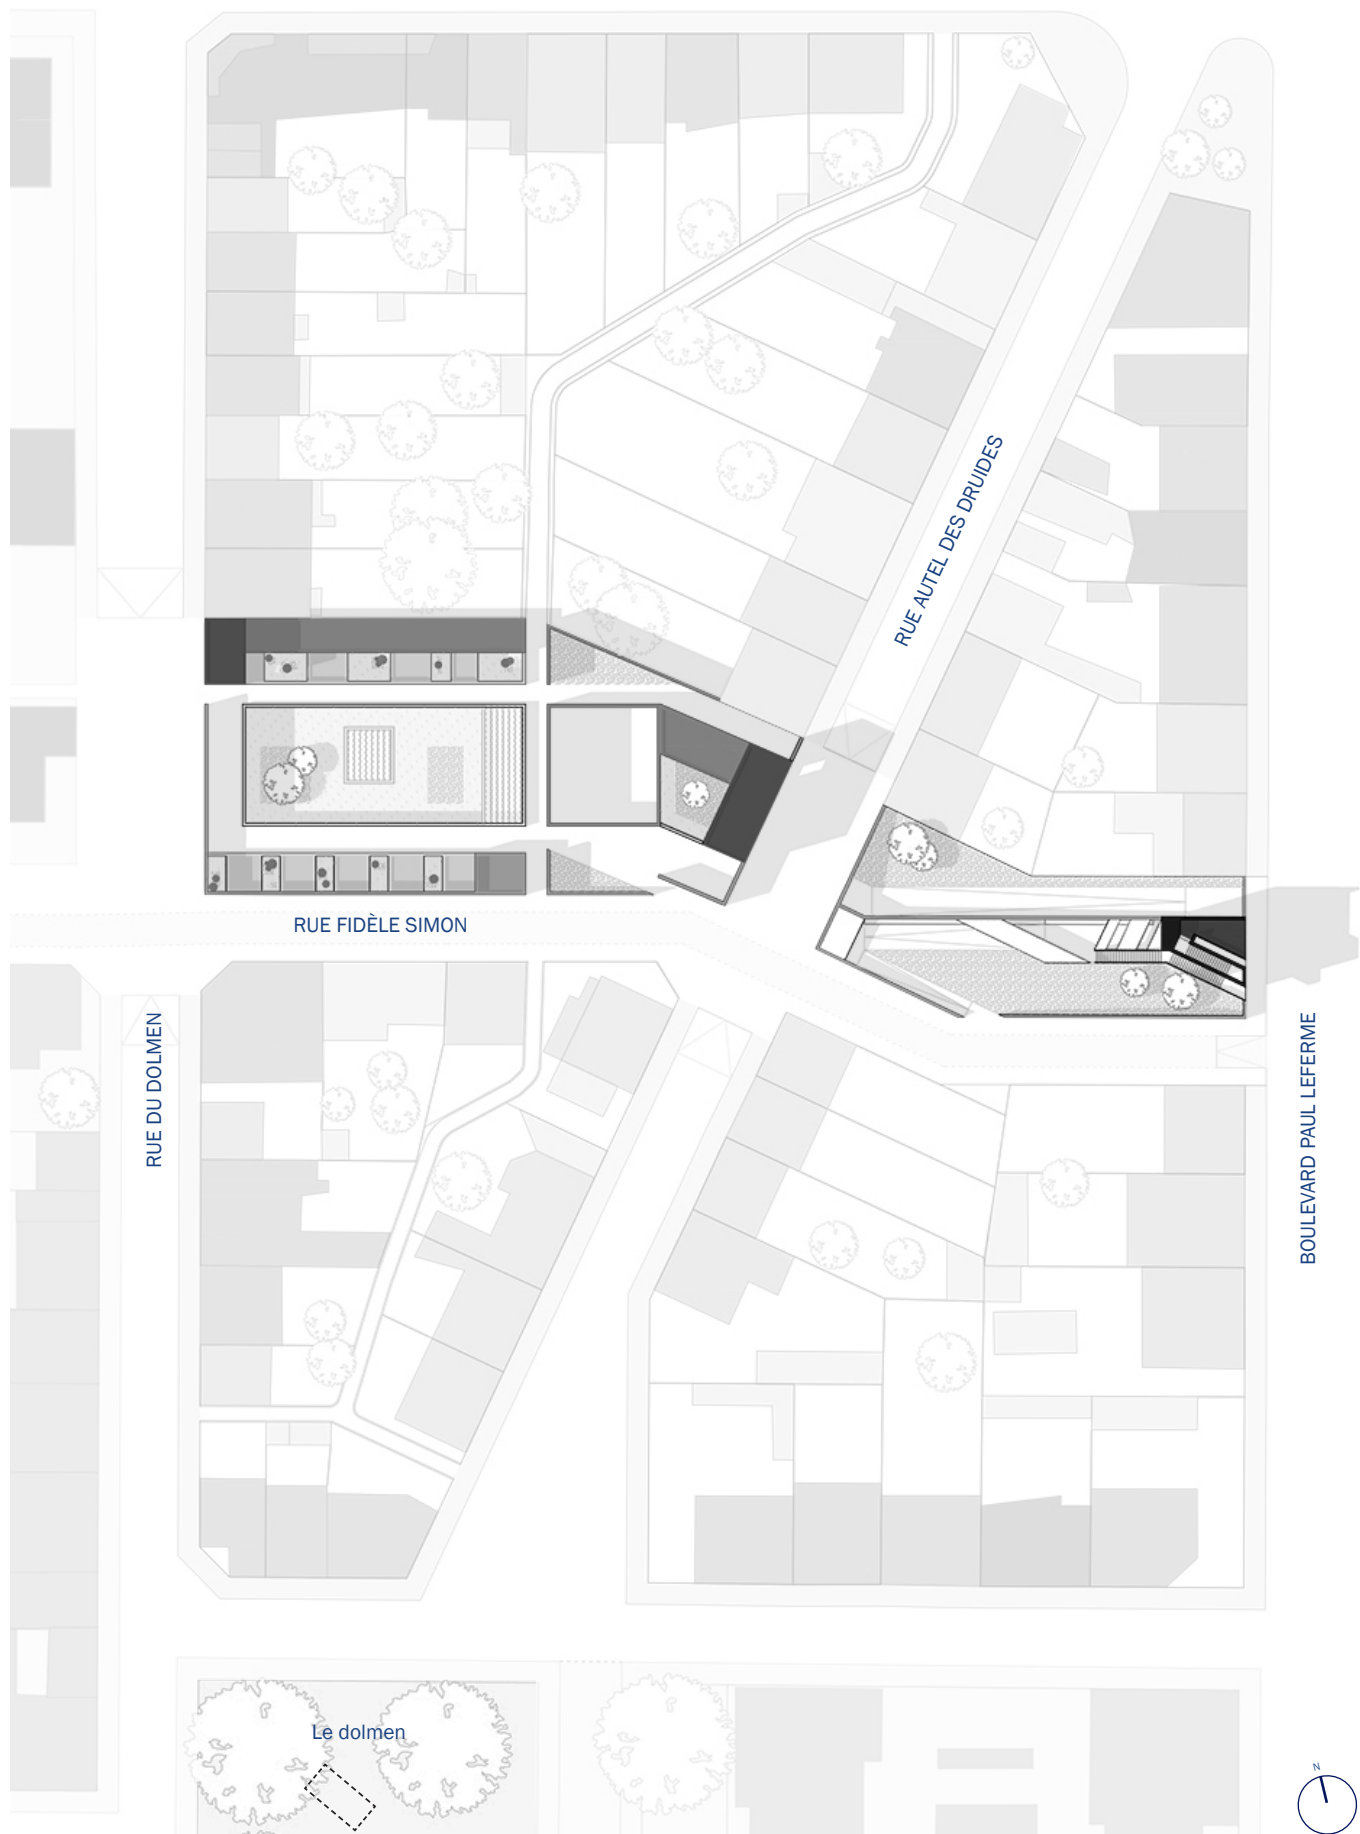 RUE AUTEL DES DRUIDES
RUE FIDÈLE SIMON
RUE DU DOLMEN
BOULEVARD PAUL LEFERME
Le dolmen
N